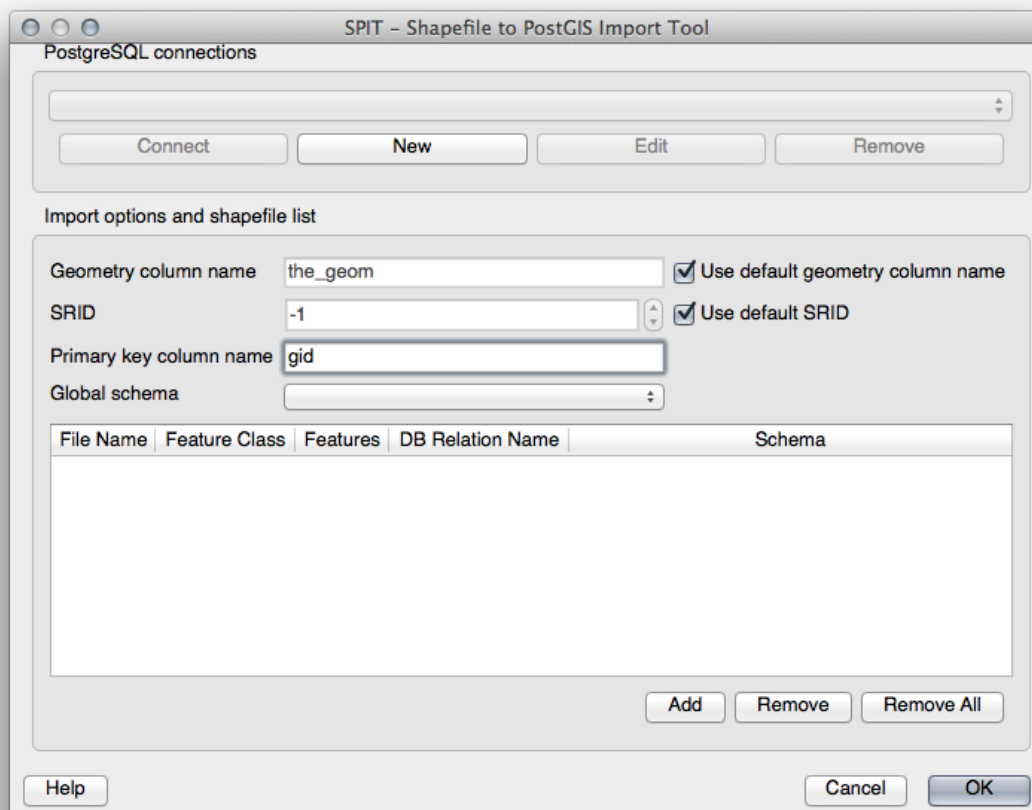 SPIT – Shapefile to PostGIS Import Tool
PostgreSQL connections
Connect New Edit Remove
Import options and shapefile list
Geometry column name the_geom Use default geometry column name
SRID -1 Use default SRID
Primary key column name gid
Global schema
File Name Feature Class Features DB Relation Name Schema
Add Remove Remove All
Help Cancel OK